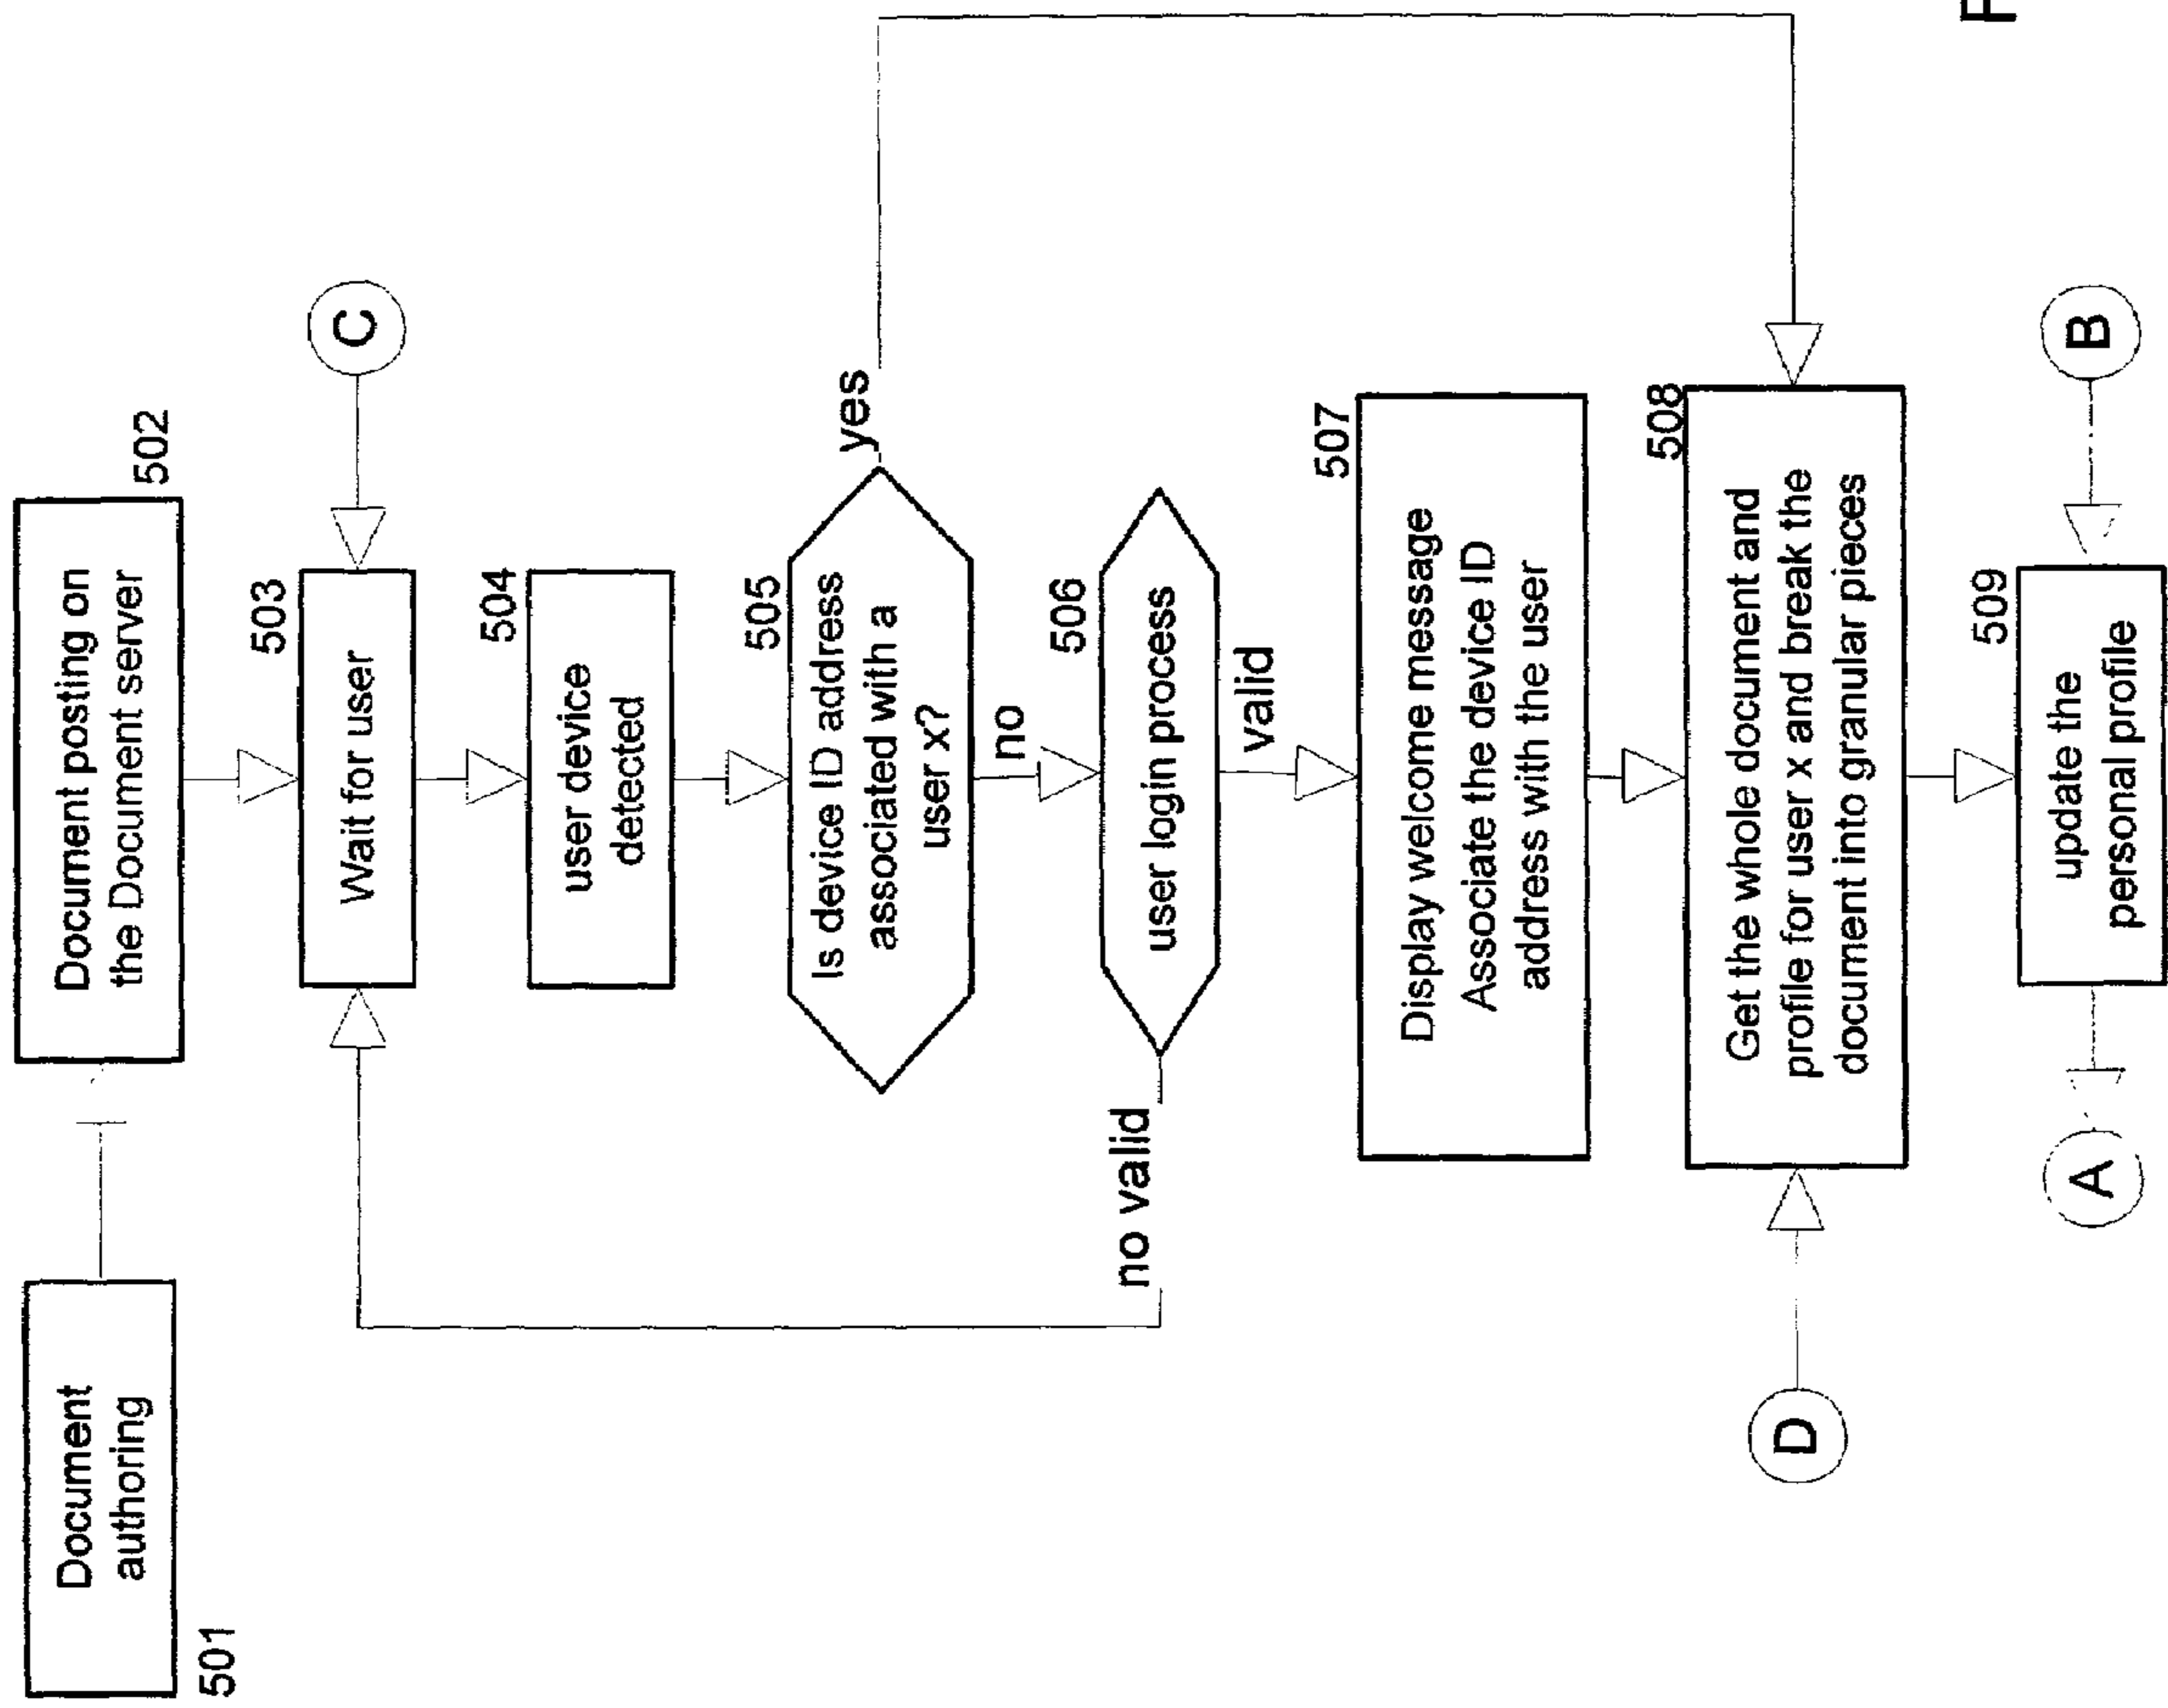 Document
authoring
501
Document posting on
the Document server
502
C
Wait for user
503
user device
detected
504
Is device ID address
associated with a
user x?
505
yes
no
user login process
506
no valid
valid
Display welcome message
Associate the device ID
address with the user
507
D
Get the whole document and
profile for user x and break the
document into granular pieces
508
A
update the
personal profile
509
B